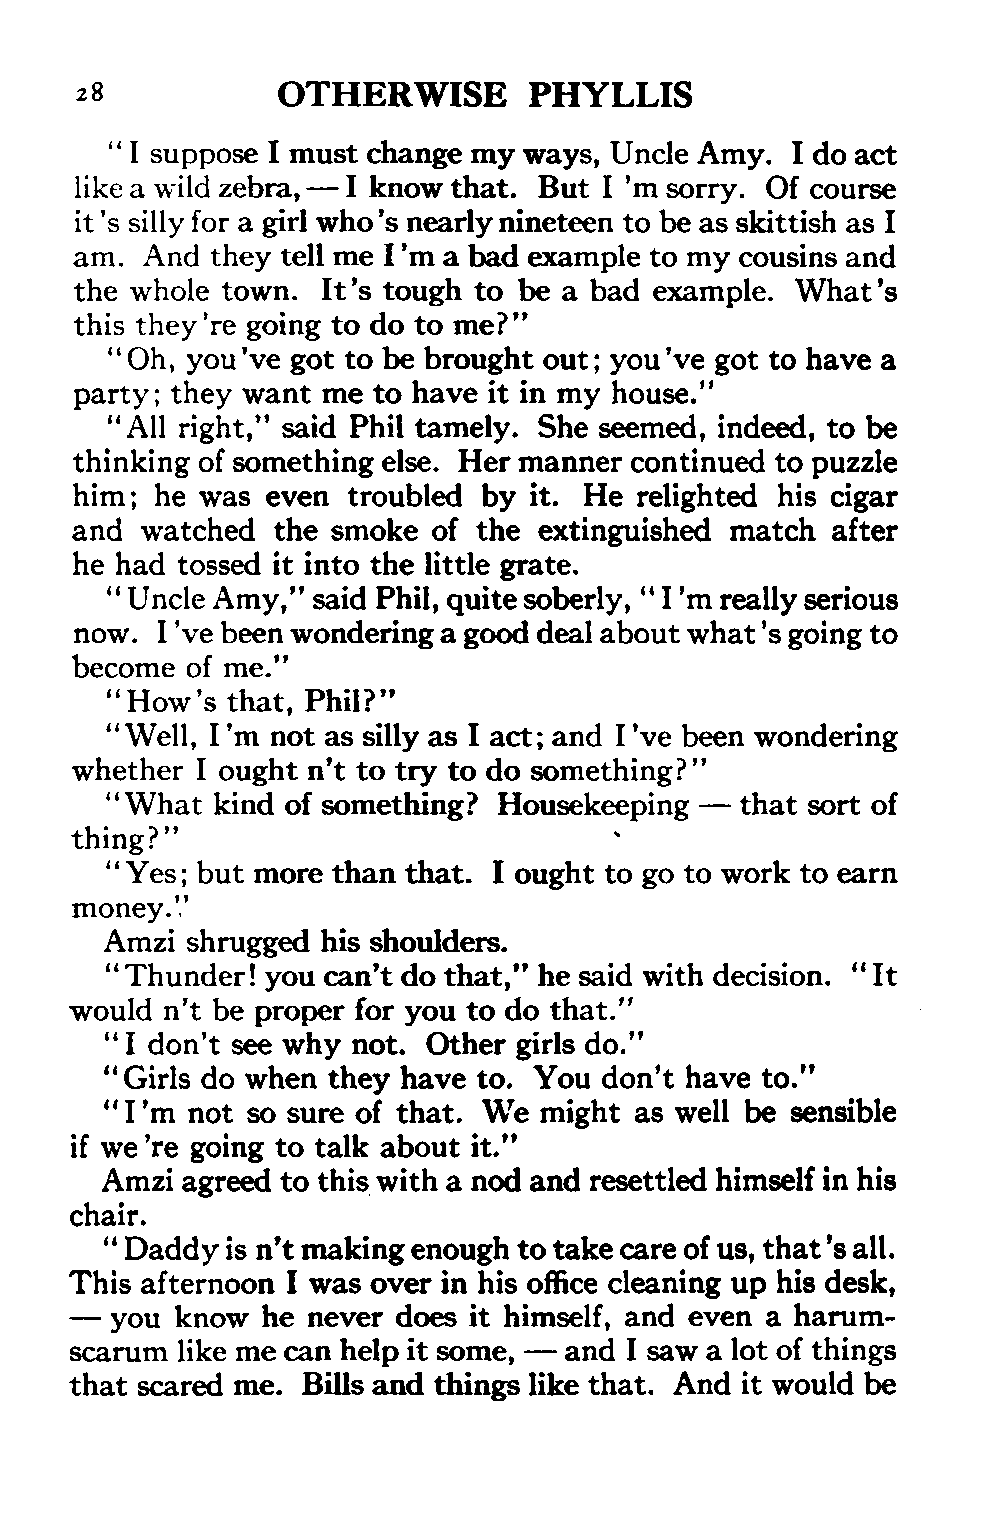 28 OTHERWISE PHYLLIS
“I suppose I must change my ways, Uncle Amy. I do act
like a wild zebra, — I know that. But I 'm sorry. Of course
it 's silly for a girl who 's nearly nineteen to be as skittish as I
am. And they tell me I 'm a bad example to my cousins and
the whole town. It 's tough to be a bad example. What 's
this they 're going to do to me?”
“Oh, you 've got to be brought out; you 've got to have a
party; they want me to have it in my house.”
“All right,” said Phil tamely. She seemed, indeed, to be
thinking of something else. Her manner continued to puzzle
him; he was even troubled by it. He relighted his cigar
and watched the smoke of the extinguished match after
he had tossed it into the little grate.
“Uncle Amy,” said Phil, quite soberly, “I 'm really serious
now. I 've been wondering a good deal about what 's going to
become of me.”
“How 's that, Phil?”
“Well, I 'm not as silly as I act; and I 've been wondering
whether I ought n't to try to do something?”
“What kind of something? Housekeeping — that sort of
thing?”
“Yes; but more than that. I ought to go to work to earn
money.”
Amzi shrugged his shoulders.
“Thunder! you can't do that,” he said with decision. “It
would n't be proper for you to do that.”
“I don't see why not. Other girls do.”
“Girls do when they have to. You don't have to.”
“I 'm not so sure of that. We might as well be sensible
if we 're going to talk about it.”
Amzi agreed to this with a nod and resettled himself in his
chair.
“Daddy is n't making enough to take care of us, that 's all.
This afternoon I was over in his office cleaning up his desk,
— you know he never does it himself, and even a harum-
scarum like me can help it some, — and I saw a lot of things
that scared me. Bills and things like that. And it would be